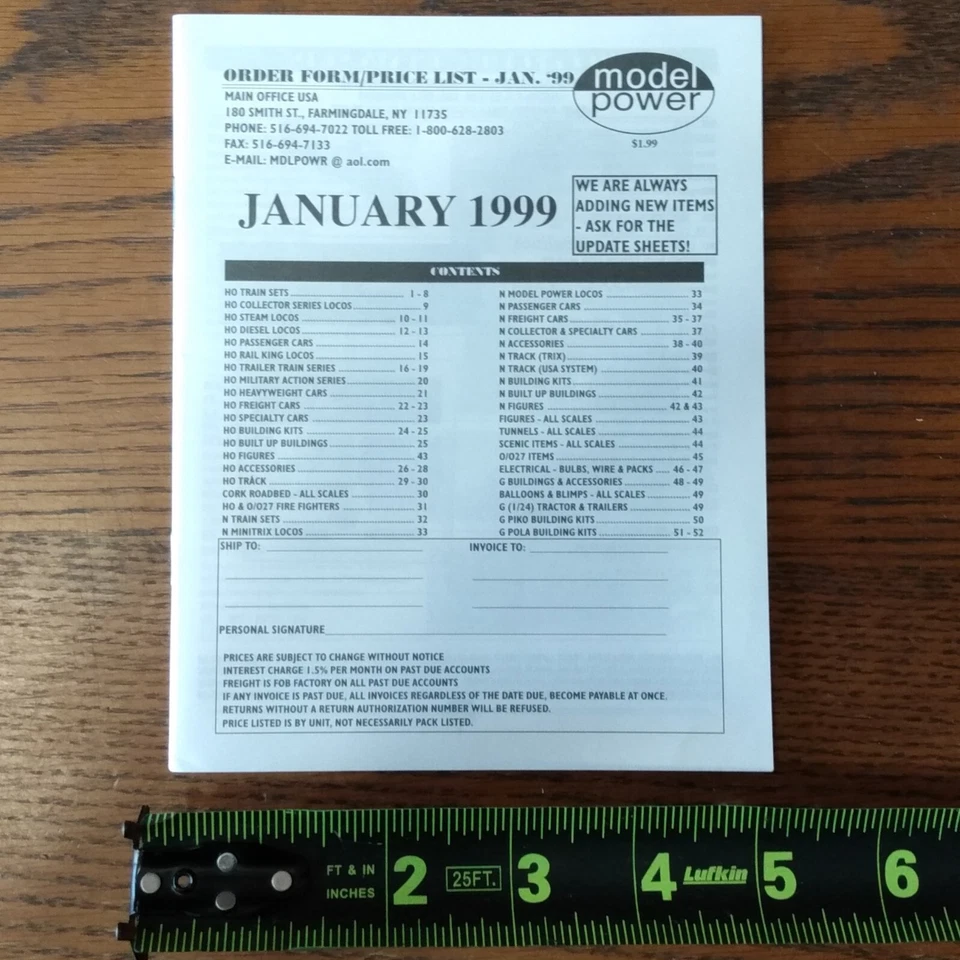 ORDER FORM/PRICE LIST - JAN. '99
model
power
MAIN OFFICE USA
180 SMITH ST., FARMINGDALE, NY 11735
PHONE: 516-694-7022 TOLL FREE: 1-800-628-2803
FAX: 516-694-7133
E-MAIL: MDLPOWR @ aol.com
$1.99
JANUARY 1999
WE ARE ALWAYS
ADDING NEW ITEMS
- ASK FOR THE
UPDATE SHEETS!
CONTENTS
HO TRAIN SETS 1 - 8
HO COLLECTOR SERIES LOCOS 9
HO STEAM LOCOS 10 - 11
HO DIESEL LOCOS 12 - 13
HO PASSENGER CARS 14
HO RAIL KING LOCOS 15
HO TRAILER TRAIN SERIES 16 - 19
HO MILITARY ACTION SERIES 20
HO HEAVYWEIGHT CARS 21
HO FREIGHT CARS 22 - 23
HO SPECIALTY CARS 23
HO BUILDING KITS 24 - 25
HO BUILT UP BUILDINGS 25
HO FIGURES 43
HO ACCESSORIES 26 - 28
HO TRACK 29 - 30
CORK ROADBED - ALL SCALES 30
HO & O/O27 FIRE FIGHTERS 31
N TRAIN SETS 32
N MINITRIX LOCOS 33
N MODEL POWER LOCOS 33
N PASSENGER CARS 34
N FREIGHT CARS 35 - 37
N COLLECTOR & SPECIALTY CARS 37
N ACCESSORIES 38 - 40
N TRACK (TRIX) 39
N TRACK (USA SYSTEM) 40
N BUILDING KITS 41
N BUILT UP BUILDINGS 42
N FIGURES 42 & 43
FIGURES - ALL SCALES 43
TUNNELS - ALL SCALES 44
SCENIC ITEMS - ALL SCALES 44
O/O27 ITEMS 45
ELECTRICAL - BULBS, WIRE & PACKS 46 - 47
G BUILDINGS & ACCESSORIES 48 - 49
BALLOONS & BLIMPS - ALL SCALES 49
G (1/24) TRACTOR & TRAILERS 49
G PIKO BUILDING KITS 50
G POLA BUILDING KITS 51 - 52
SHIP TO:
INVOICE TO:
PERSONAL SIGNATURE
PRICES ARE SUBJECT TO CHANGE WITHOUT NOTICE
INTEREST CHARGE 1.5% PER MONTH ON PAST DUE ACCOUNTS
FREIGHT IS FOB FACTORY ON ALL PAST DUE ACCOUNTS
IF ANY INVOICE IS PAST DUE, ALL INVOICES REGARDLESS OF THE DATE DUE, BECOME PAYABLE AT ONCE.
RETURNS WITHOUT A RETURN AUTHORIZATION NUMBER WILL BE REFUSED.
PRICE LISTED IS BY UNIT, NOT NECESSARILY PACK LISTED.
FT & IN
INCHES
2 25FT. 3 4 Lufkin 5 6